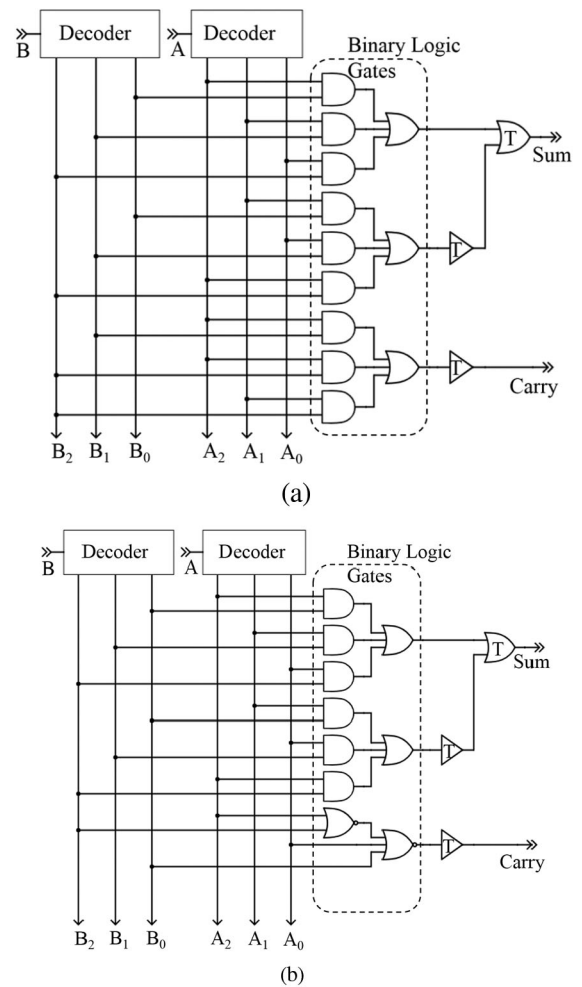 Decoder
Decoder
B
A
Binary Logic
Gates
T
Sum
T
T
Carry
B2 B1 B0 A2 A1 A0
(a)
Decoder
Decoder
B
A
Binary Logic
Gates
T
Sum
T
T
Carry
B2 B1 B0 A2 A1 A0
(b)